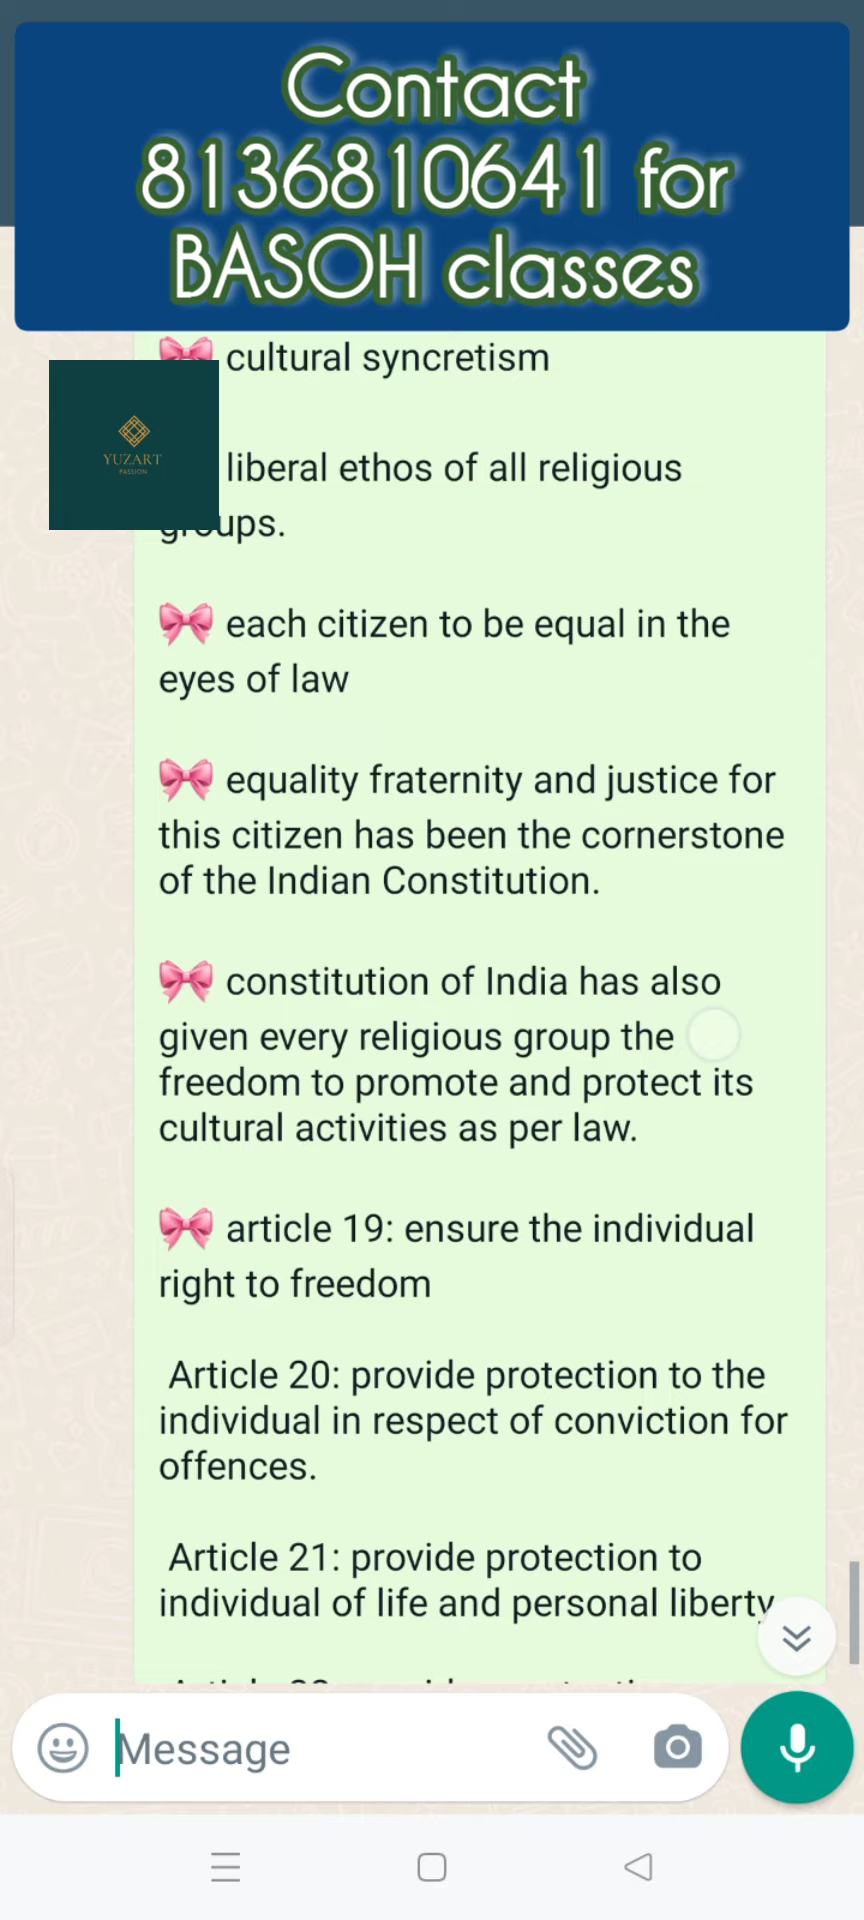 Contact
8136810641 for
BASOH classes
cultural syncretism
YUZART
PASSION
liberal ethos of all religious
groups.
each citizen to be equal in the
eyes of law
equality fraternity and justice for
this citizen has been the cornerstone
of the Indian Constitution.
constitution of India has also
given every religious group the
freedom to promote and protect its
cultural activities as per law.
article 19: ensure the individual
right to freedom
Article 20: provide protection to the
individual in respect of conviction for
offences.
Article 21: provide protection to
individual of life and personal liberty
Message